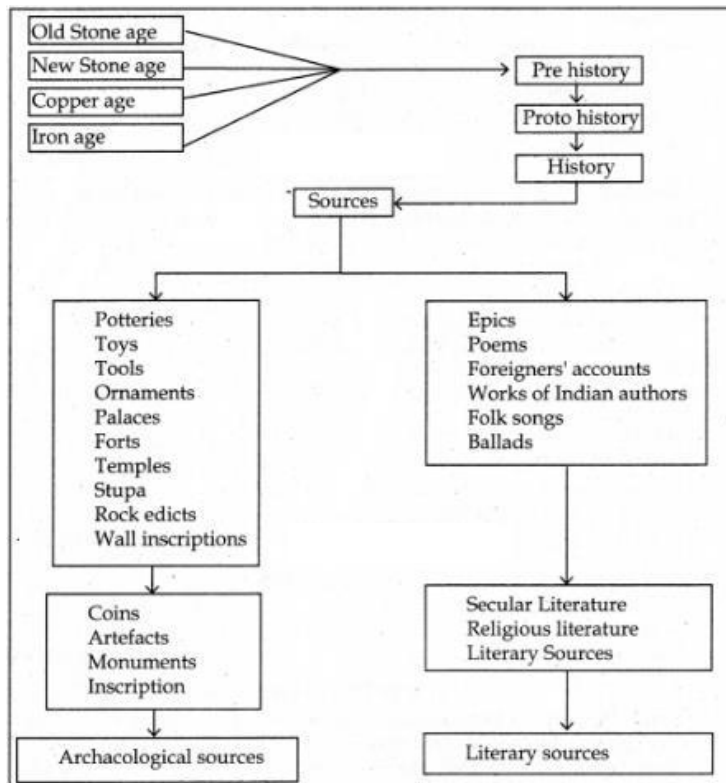 Old Stone age
New Stone age
Copper age
Iron age
Pre history
Proto history
History
Sources
Potteries
Toys
Tools
Ornaments
Palaces
Forts
Temples
Stupa
Rock edicts
Wall inscriptions
Coins
Artefacts
Monuments
Inscription
Archacological sources
Epics
Poems
Foreigners' accounts
Works of Indian authors
Folk songs
Ballads
Secular Literature
Religious literature
Literary Sources
Literary sources